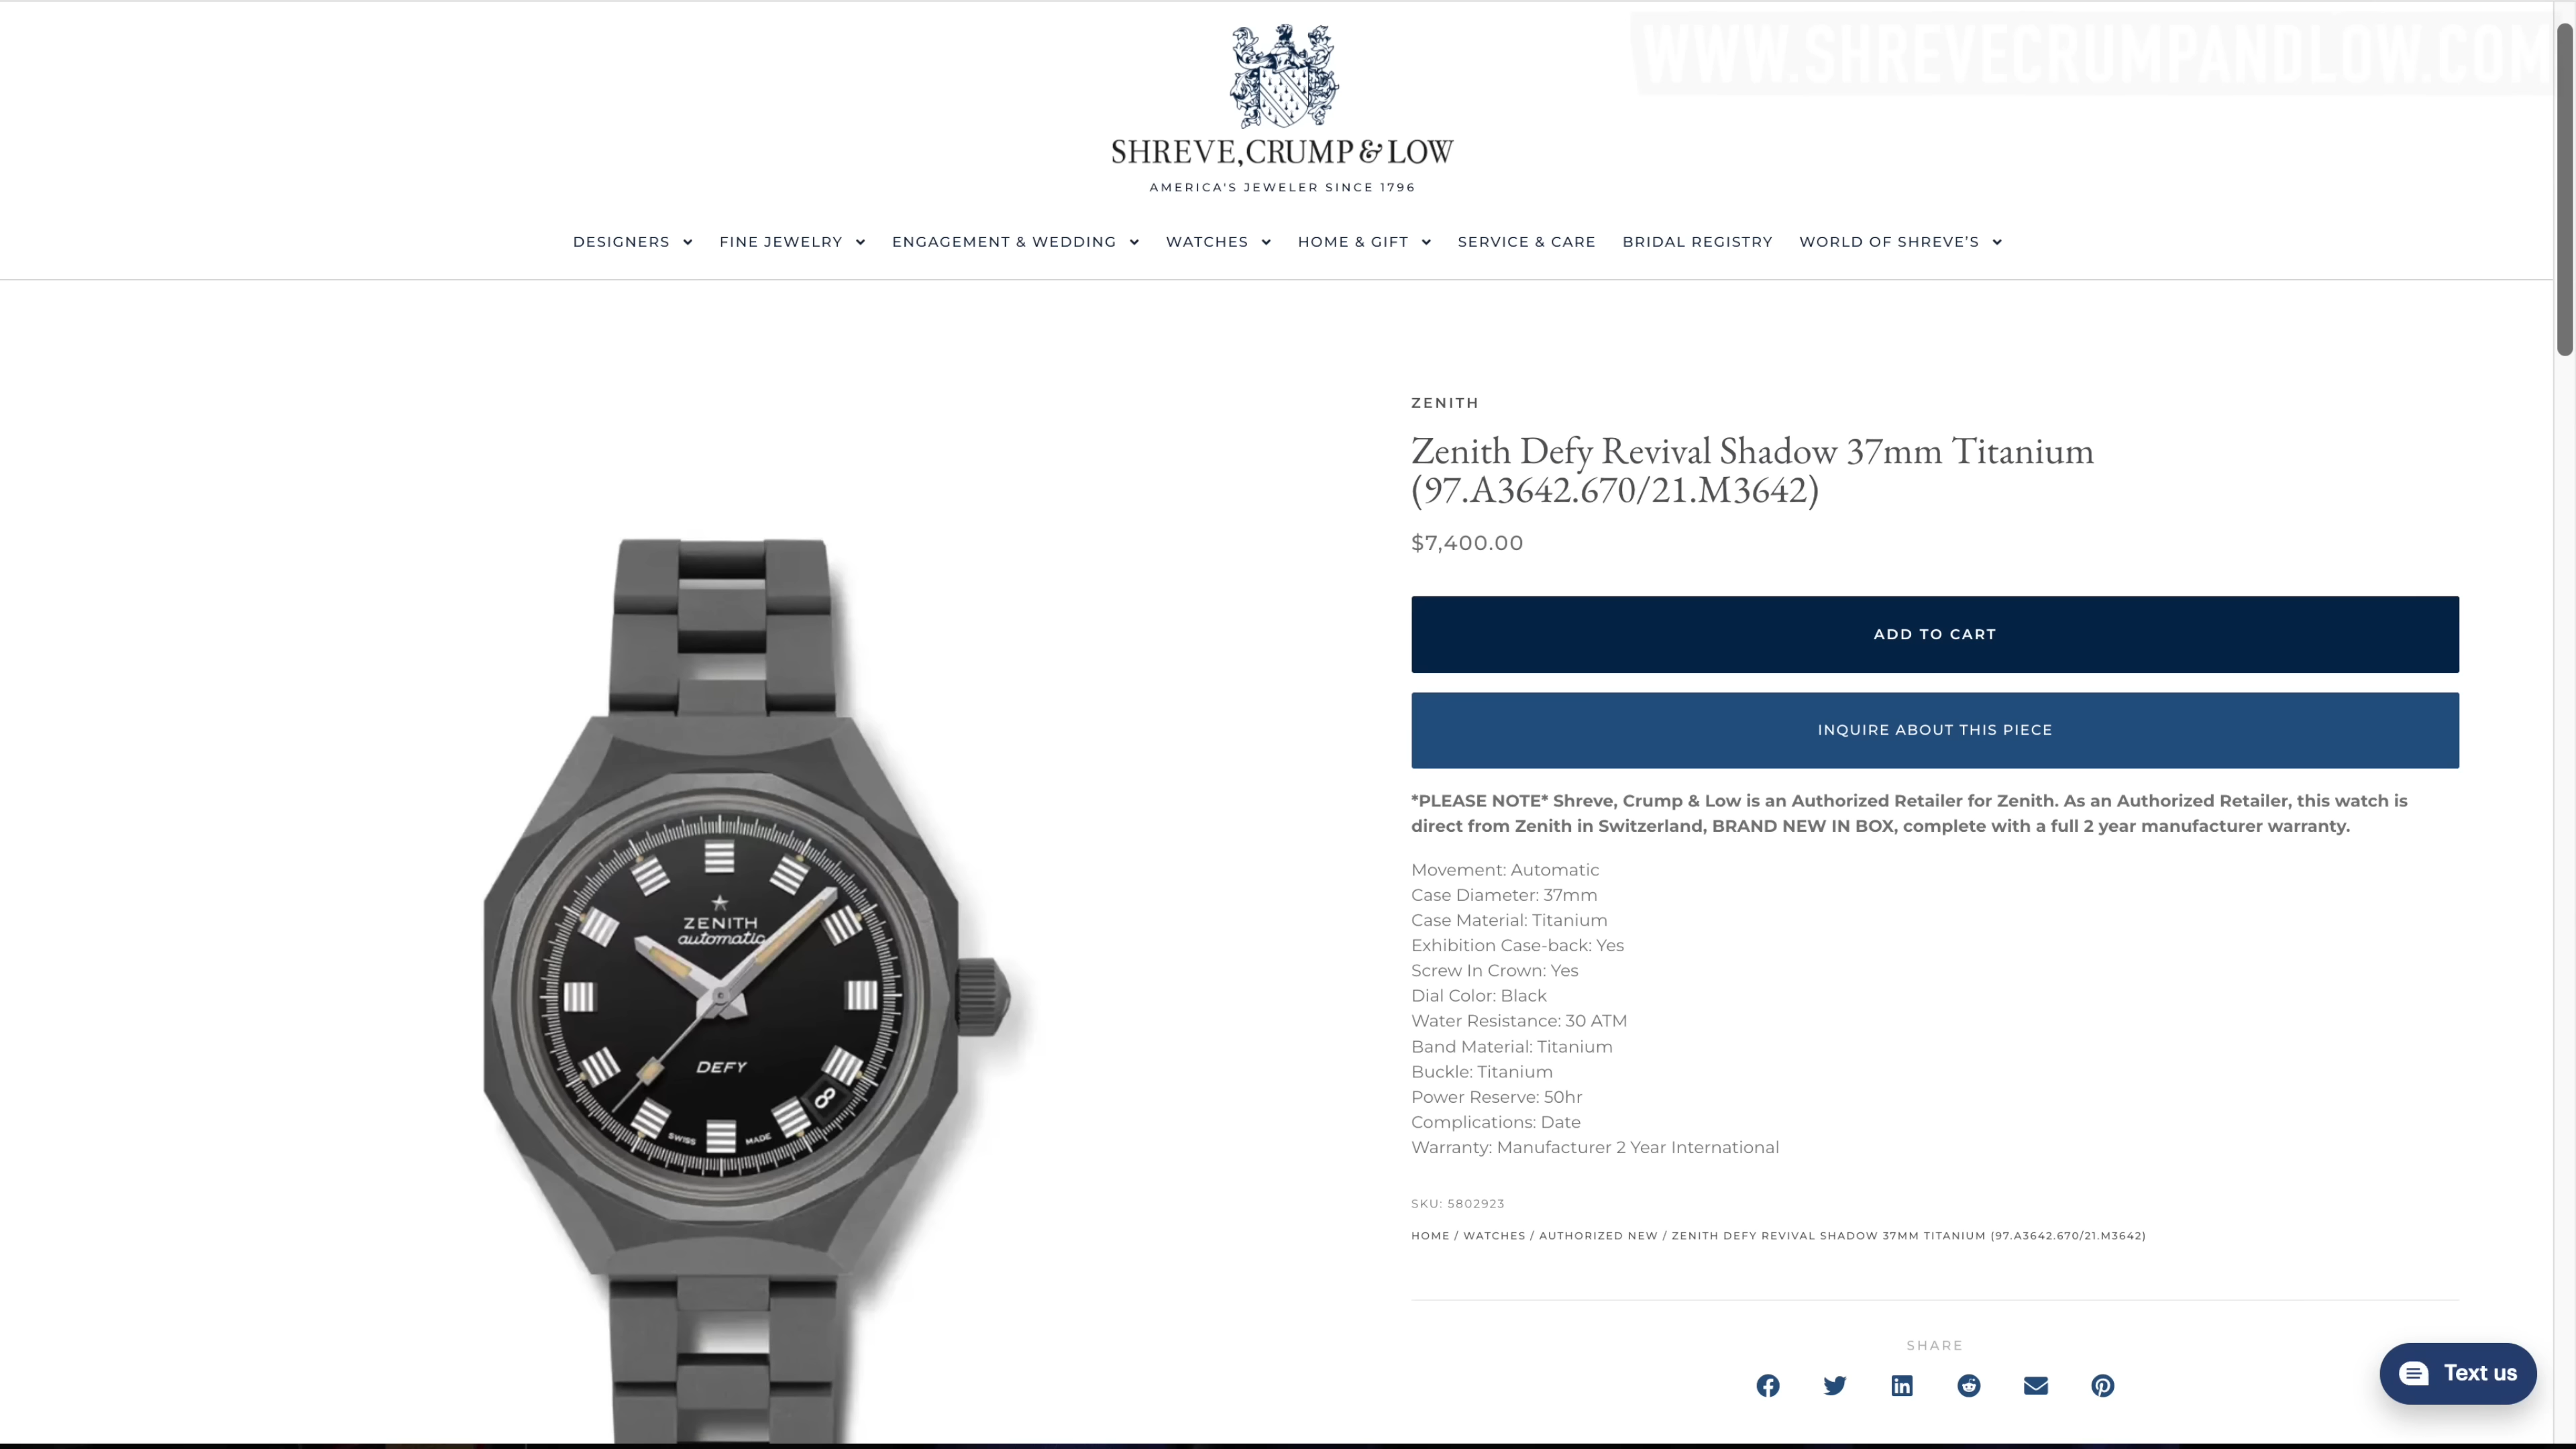 WWW.SHREVECRUMPANDLOW.COM
SHREVE, CRUMP & LOW
AMERICA'S JEWELER SINCE 1796
DESIGNERS FINE JEWELRY ENGAGEMENT & WEDDING WATCHES HOME & GIFT SERVICE & CARE BRIDAL REGISTRY WORLD OF SHREVE'S
ZENITH
Zenith Defy Revival Shadow 37mm Titanium
(97.A3642.670/21.M3642)
$7,400.00
ADD TO CART
INQUIRE ABOUT THIS PIECE
*PLEASE NOTE* Shreve, Crump & Low is an Authorized Retailer for Zenith. As an Authorized Retailer, this watch is
direct from Zenith in Switzerland, BRAND NEW IN BOX, complete with a full 2 year manufacturer warranty.
Movement: Automatic
Case Diameter: 37mm
Case Material: Titanium
Exhibition Case-back: Yes
Screw In Crown: Yes
Dial Color: Black
Water Resistance: 30 ATM
Band Material: Titanium
Buckle: Titanium
Power Reserve: 50hr
Complications: Date
Warranty: Manufacturer 2 Year International
SKU: 5802923
HOME / WATCHES / AUTHORIZED NEW / ZENITH DEFY REVIVAL SHADOW 37MM TITANIUM (97.A3642.670/21.M3642)
SHARE
Text us
ZENITH
automatic
DEFY
8
SWISS MADE